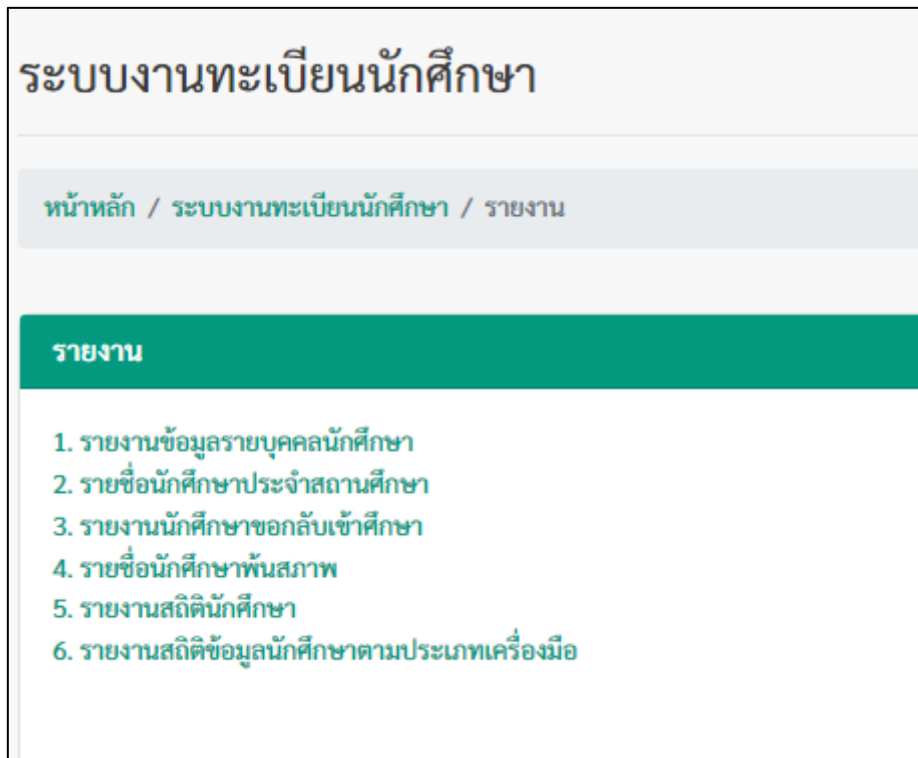 ระบบงานทะเบียนนักศึกษา
หน้าหลัก / ระบบงานทะเบียนนักศึกษา / รายงาน
รายงาน
1. รายงานข้อมูลรายบุคคลนักศึกษา
2. รายชื่อนักศึกษาประจำสถานศึกษา
3. รายงานนักศึกษาขอกลับเข้าศึกษา
4. รายชื่อนักศึกษาพ้นสภาพ
5. รายงานสถิตินักศึกษา
6. รายงานสถิติข้อมูลนักศึกษาตามประเภทเครื่องมือ